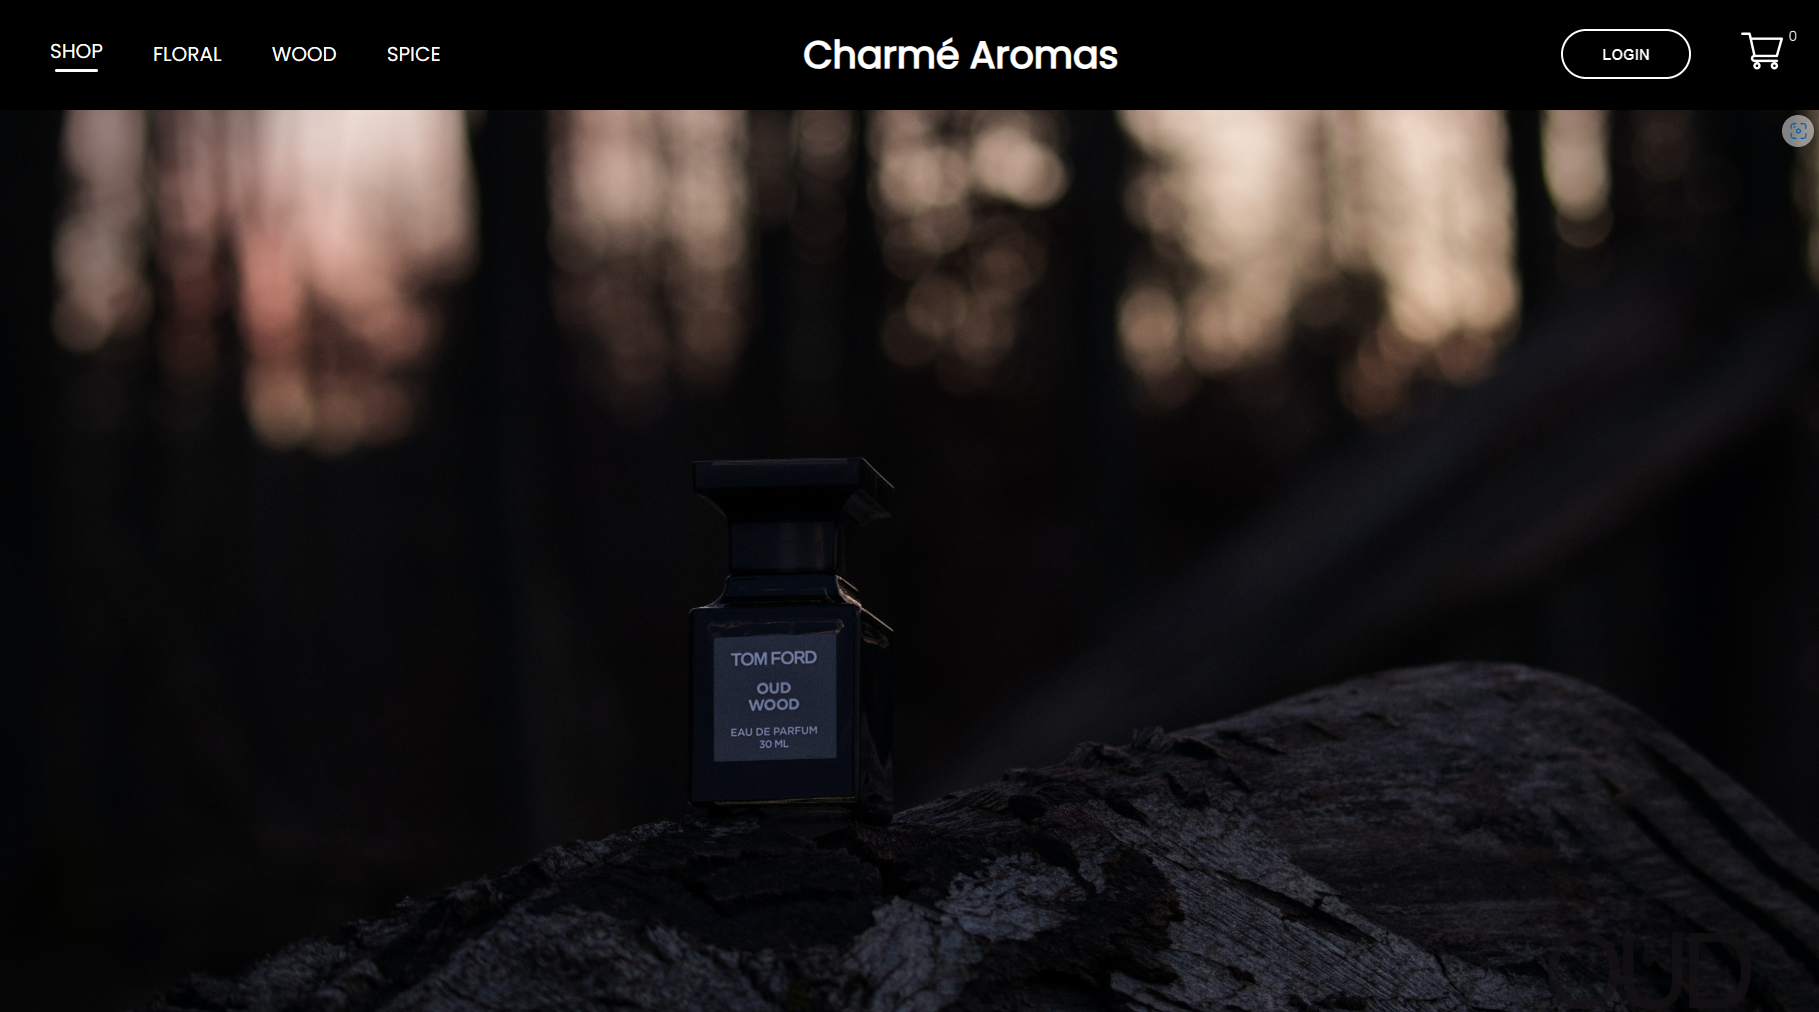 SHOP FLORAL WOOD SPICE Charmé Aromas LOGIN 0
TOM FORD
OUD
WOOD
EAU DE PARFUM
30 ML
OUD